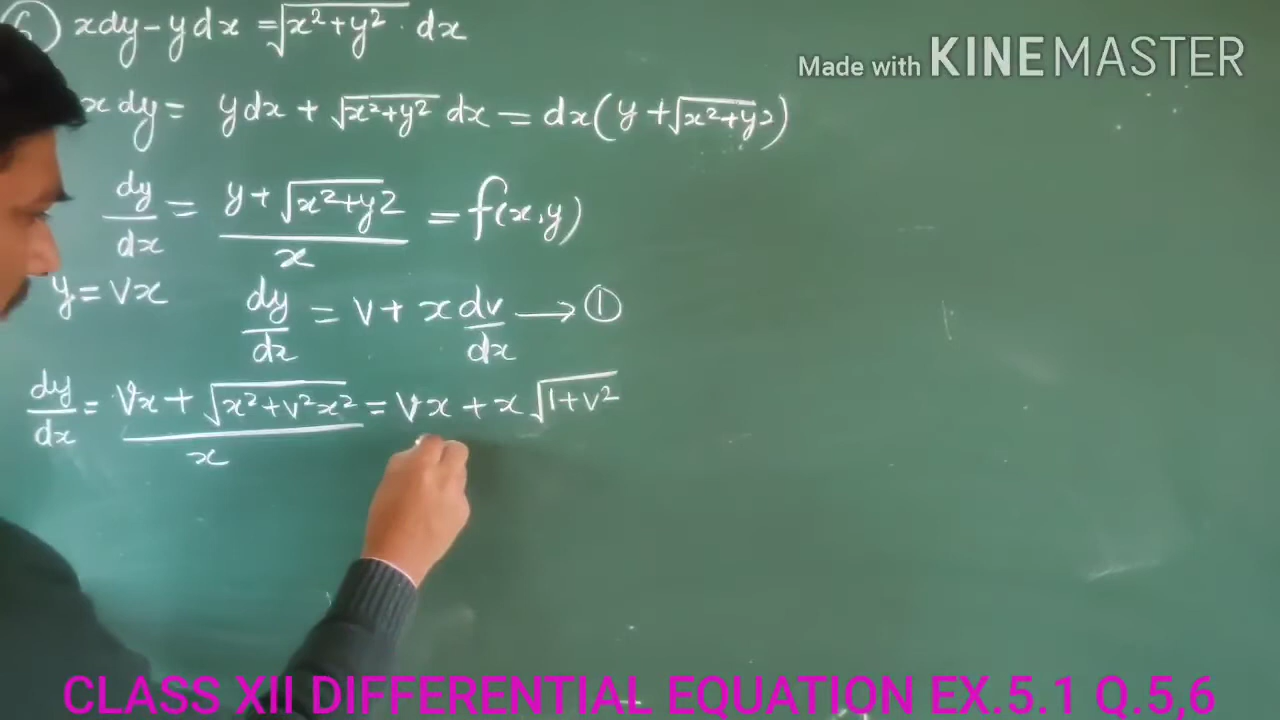 6 xdy - ydx = √(x² + y²) . dx
Made with KINEMASTER
x dy = ydx + √(x²+y²) dx = dx(y + √(x²+y²))
dy/dx = (y + √(x²+y²))/x = f(x,y)
y = vx dy/dx = v + x dv/dx → ①
dy/dx = (vx + √(x²+v²x²))/x = vx + x √(1+v²)
CLASS XII DIFFERENTIAL EQUATION EX.5.1 Q.5,6